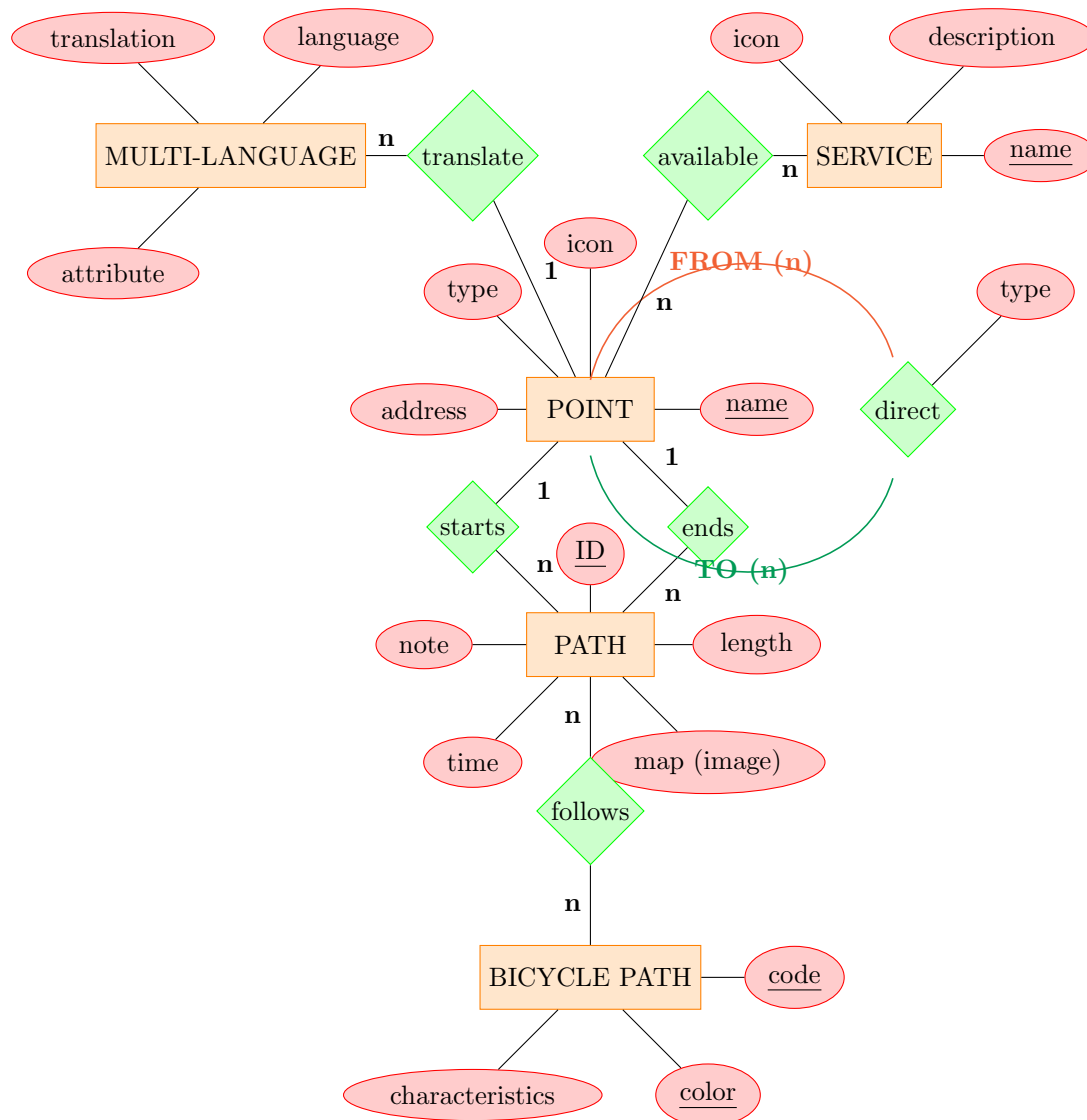 translation
language
icon
description
MULTI-LANGUAGE
n
translate
available
n
SERVICE
name
attribute
icon
FROM (n)
1
type
n
type
address
POINT
name
direct
1
1
starts
ends
ID
n
TO (n)
n
note
PATH
length
n
time
map (image)
follows
n
BICYCLE PATH
code
characteristics
color